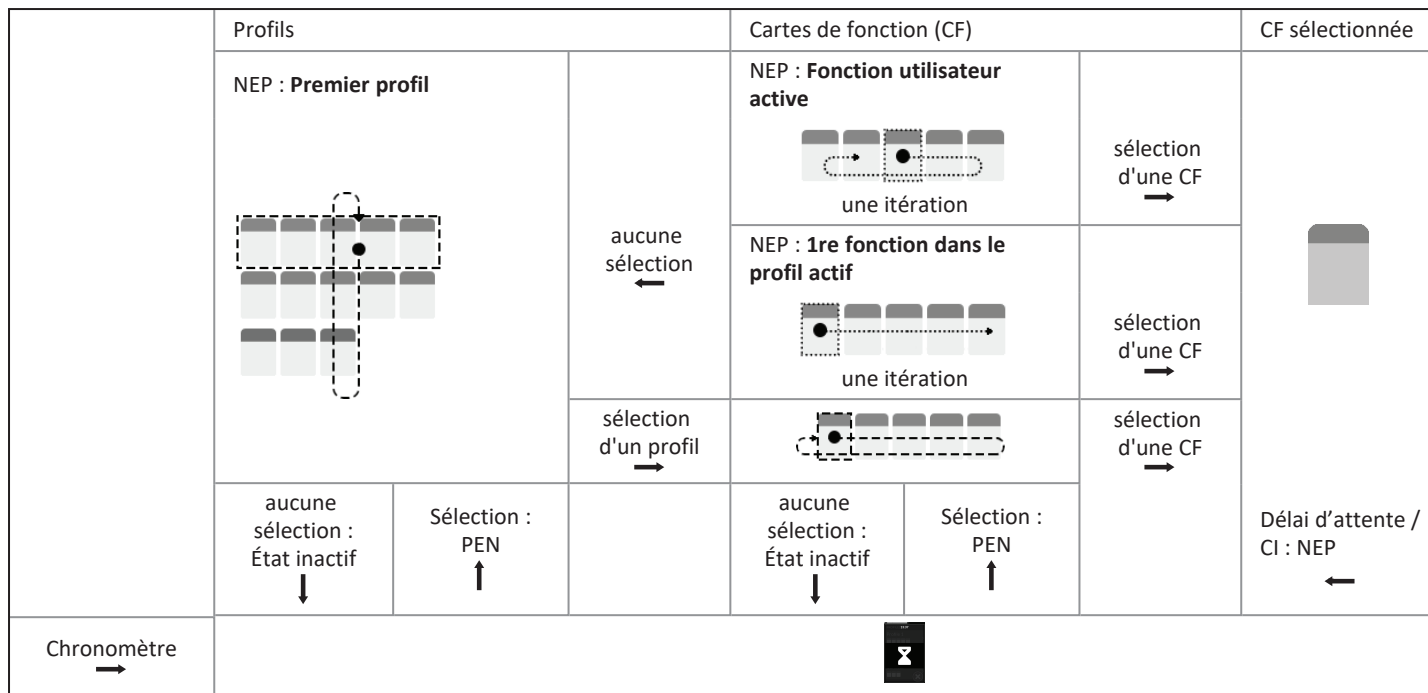 Profils
Cartes de fonction (CF)
CF sélectionnée
NEP : Premier profil
aucune
sélection
NEP : Fonction utilisateur
active
une itération
sélection
d'une CF
NEP : 1re fonction dans le
profil actif
une itération
sélection
d'une CF
sélection
d'un profil
sélection
d'une CF
aucune
sélection :
État inactif
Sélection :
PEN
aucune
sélection :
État inactif
Sélection :
PEN
Délai d’attente /
CI : NEP
Chronomètre